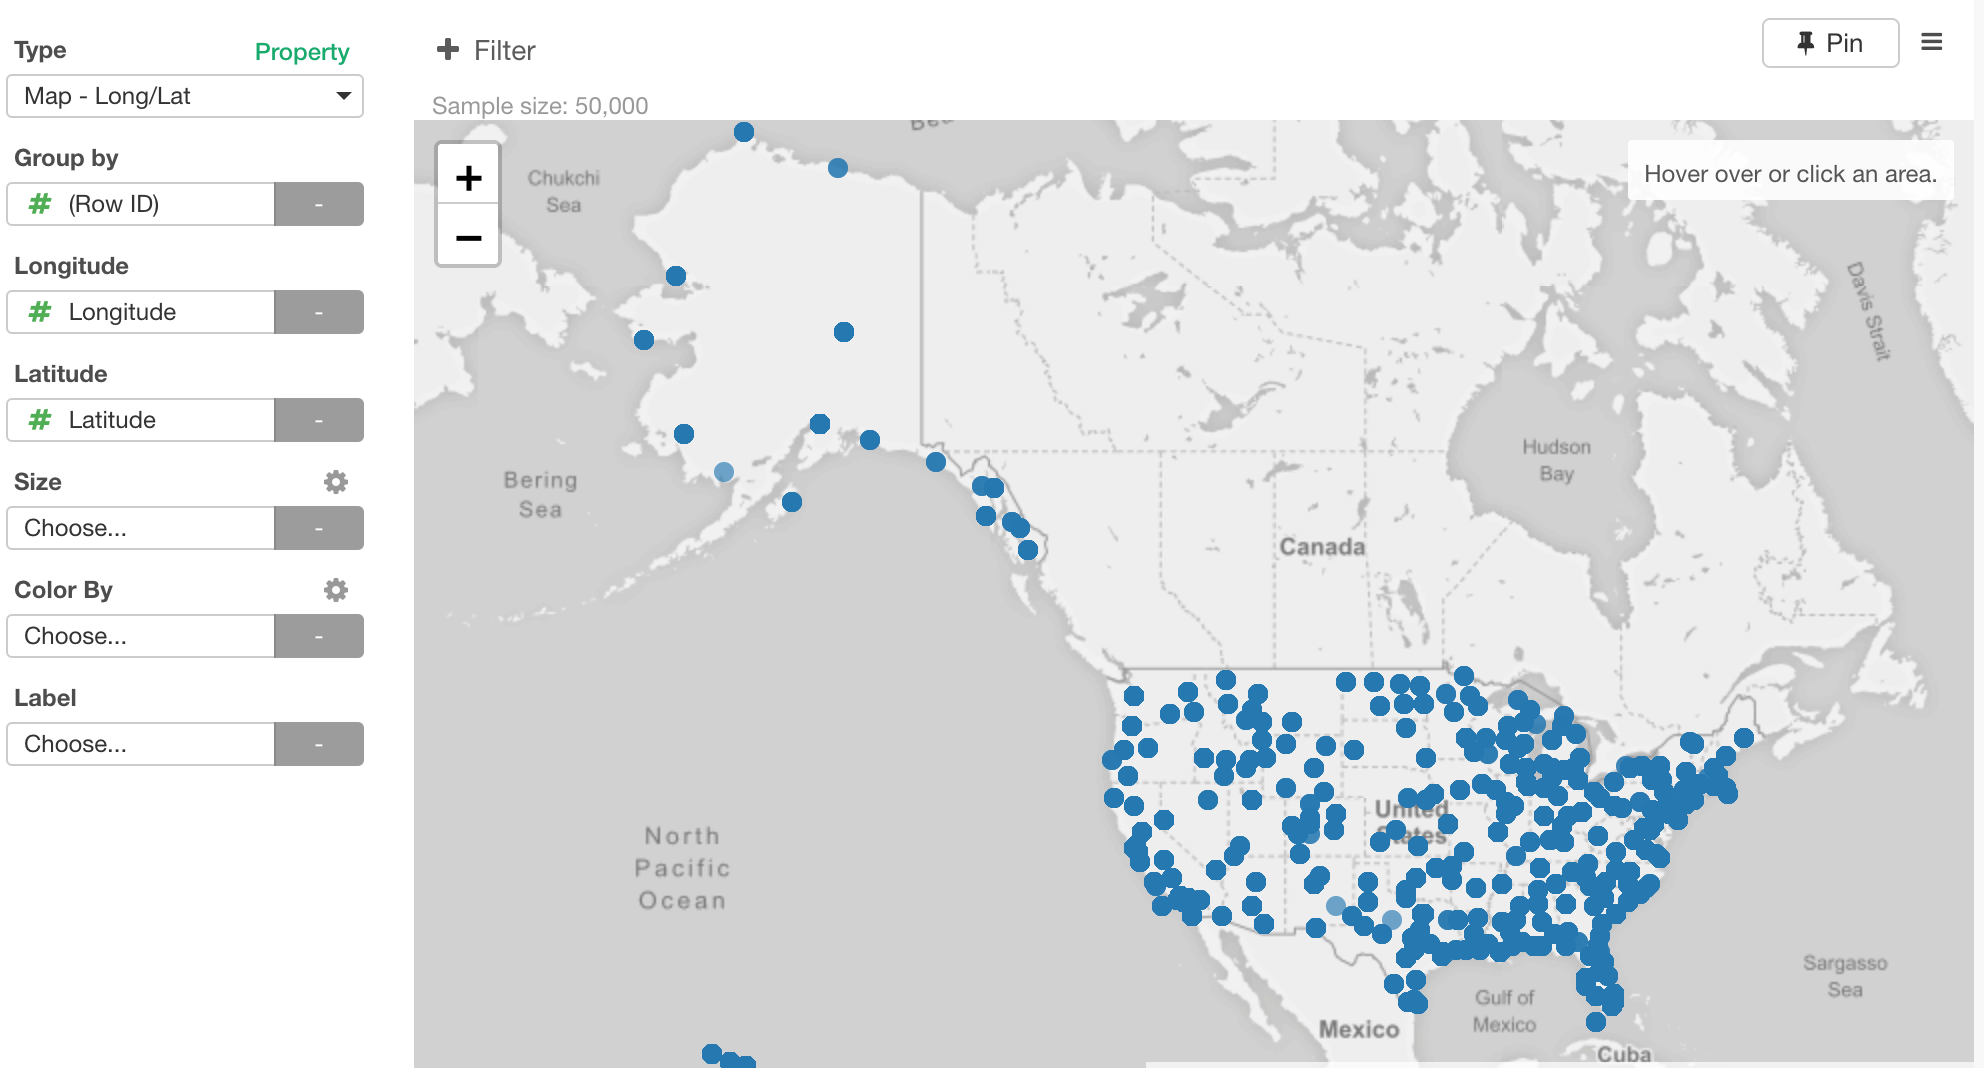 Type
Property
Map - Long/Lat
Group by
# (Row ID)
-
Longitude
# Longitude
-
Latitude
# Latitude
-
Size
Choose...
-
Color By
Choose...
-
Label
Choose...
-
+ Filter
Pin
Sample size: 50,000
+
−
Hover over or click an area.
Chukchi
Sea
Davis Strait
Bering
Sea
Hudson
Bay
Canada
North
Pacific
Ocean
United
States
Sargasso
Sea
Gulf of
Mexico
Mexico
Cuba